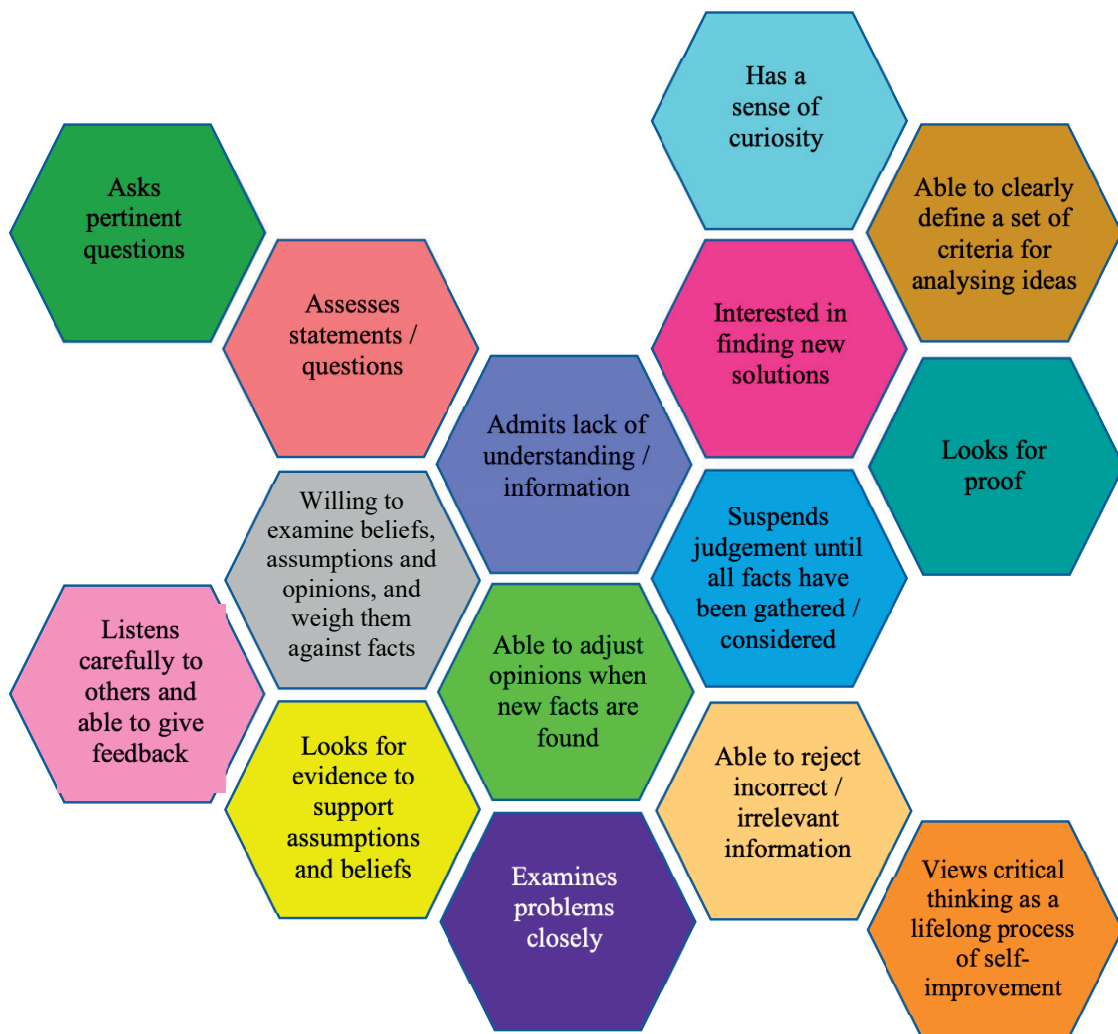 Has a
sense of
curiosity
Asks
pertinent
questions
Able to clearly
define a set of
criteria for
analysing ideas
Assesses
statements /
questions
Interested in
finding new
solutions
Admits lack of
understanding /
information
Looks for
proof
Willing to
examine beliefs,
assumptions and
opinions, and
weigh them
against facts
Suspends
judgement until
all facts have
been gathered /
considered
Listens
carefully to
others and
able to give
feedback
Able to adjust
opinions when
new facts are
found
Looks for
evidence to
support
assumptions
and beliefs
Able to reject
incorrect /
irrelevant
information
Examines
problems
closely
Views critical
thinking as a
lifelong process
of self-
improvement